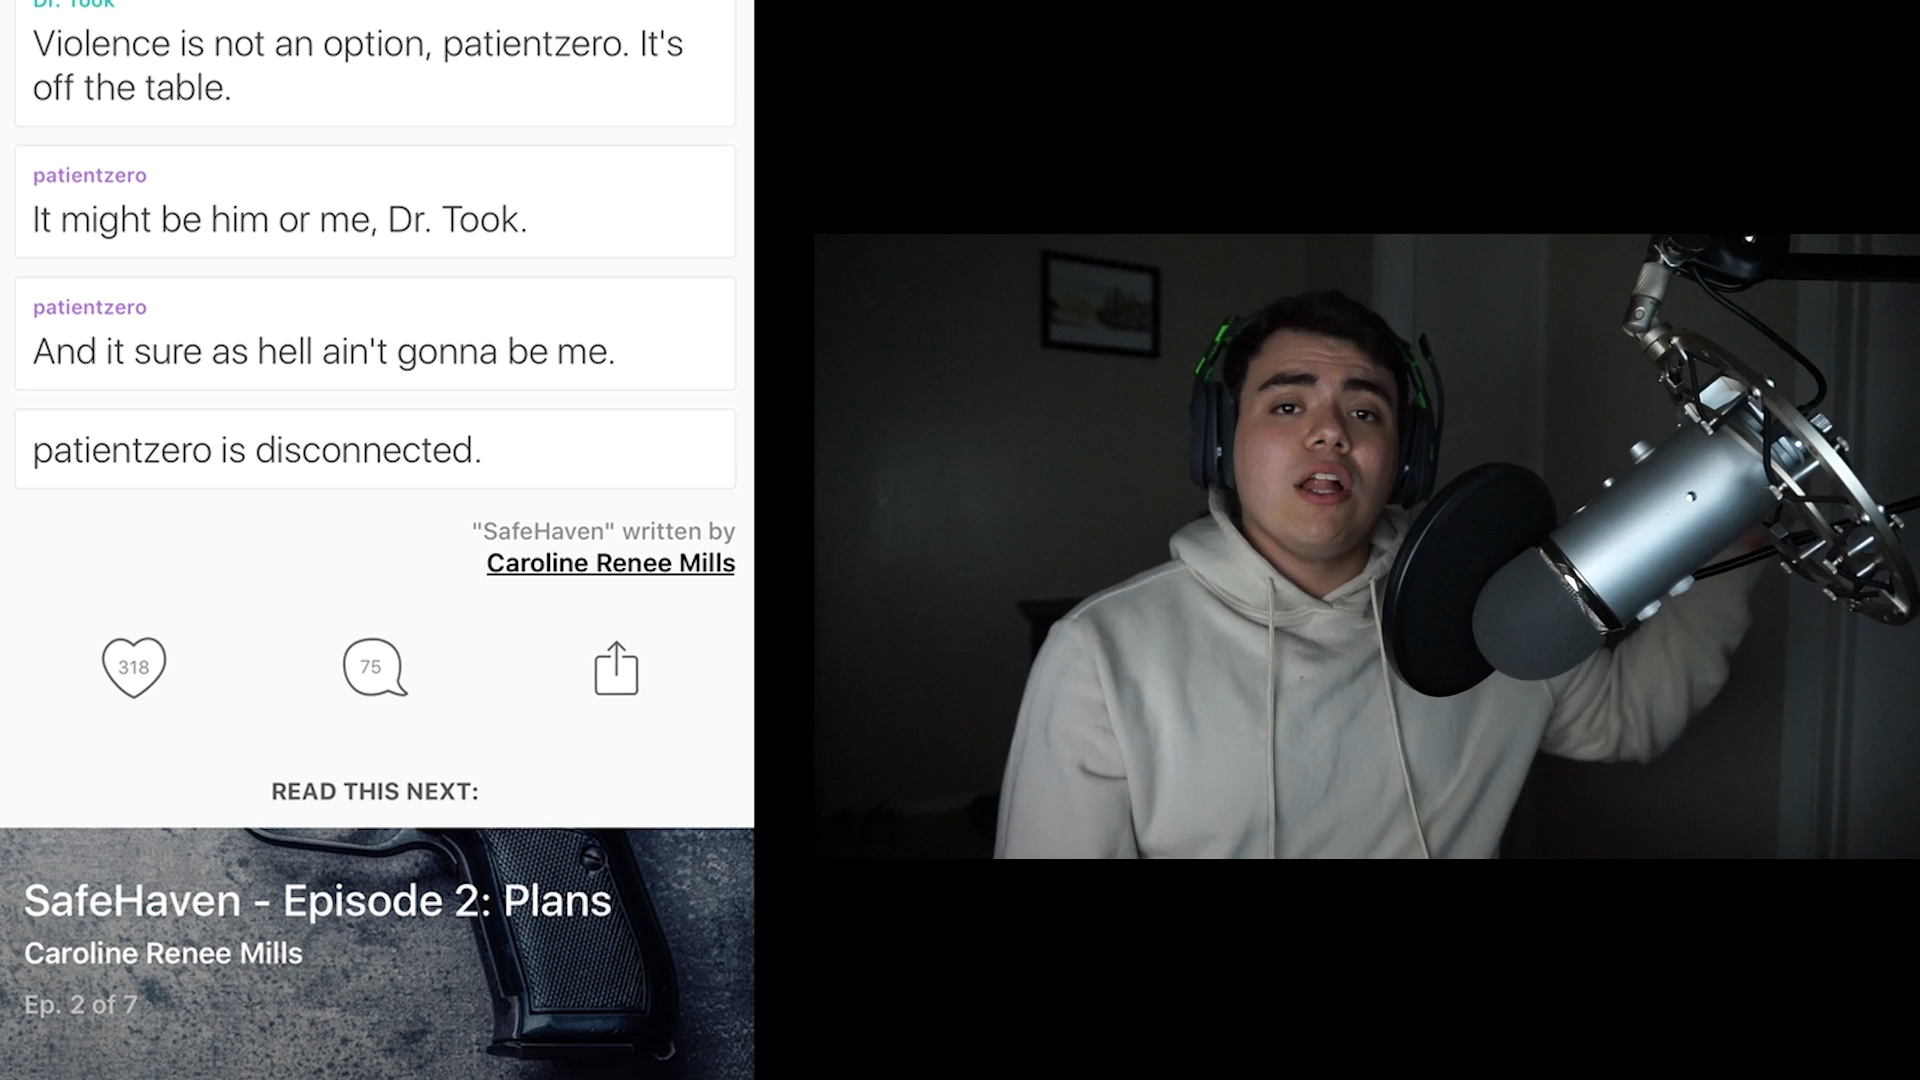 Dr. Took
Violence is not an option, patientzero. It's
off the table.
patientzero
It might be him or me, Dr. Took.
patientzero
And it sure as hell ain't gonna be me.
patientzero is disconnected.
"SafeHaven" written by
Caroline Renee Mills
318
75
READ THIS NEXT:
SafeHaven - Episode 2: Plans
Caroline Renee Mills
Ep. 2 of 7